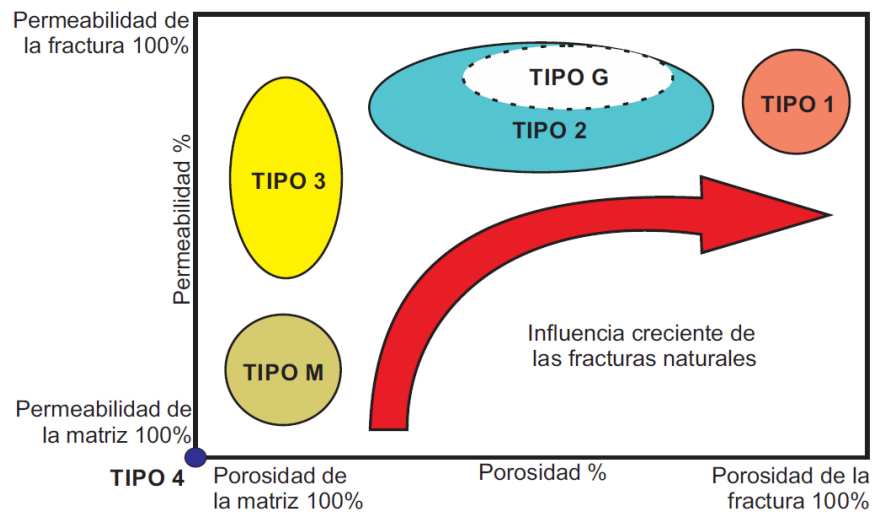 Permeabilidad de
la fractura 100%
TIPO G
TIPO 1
TIPO 2
TIPO 3
Permeabilidad %
Influencia creciente de
las fracturas naturales
TIPO M
Permeabilidad de
la matriz 100%
TIPO 4
Porosidad de
la matriz 100%
Porosidad %
Porosidad de la
fractura 100%